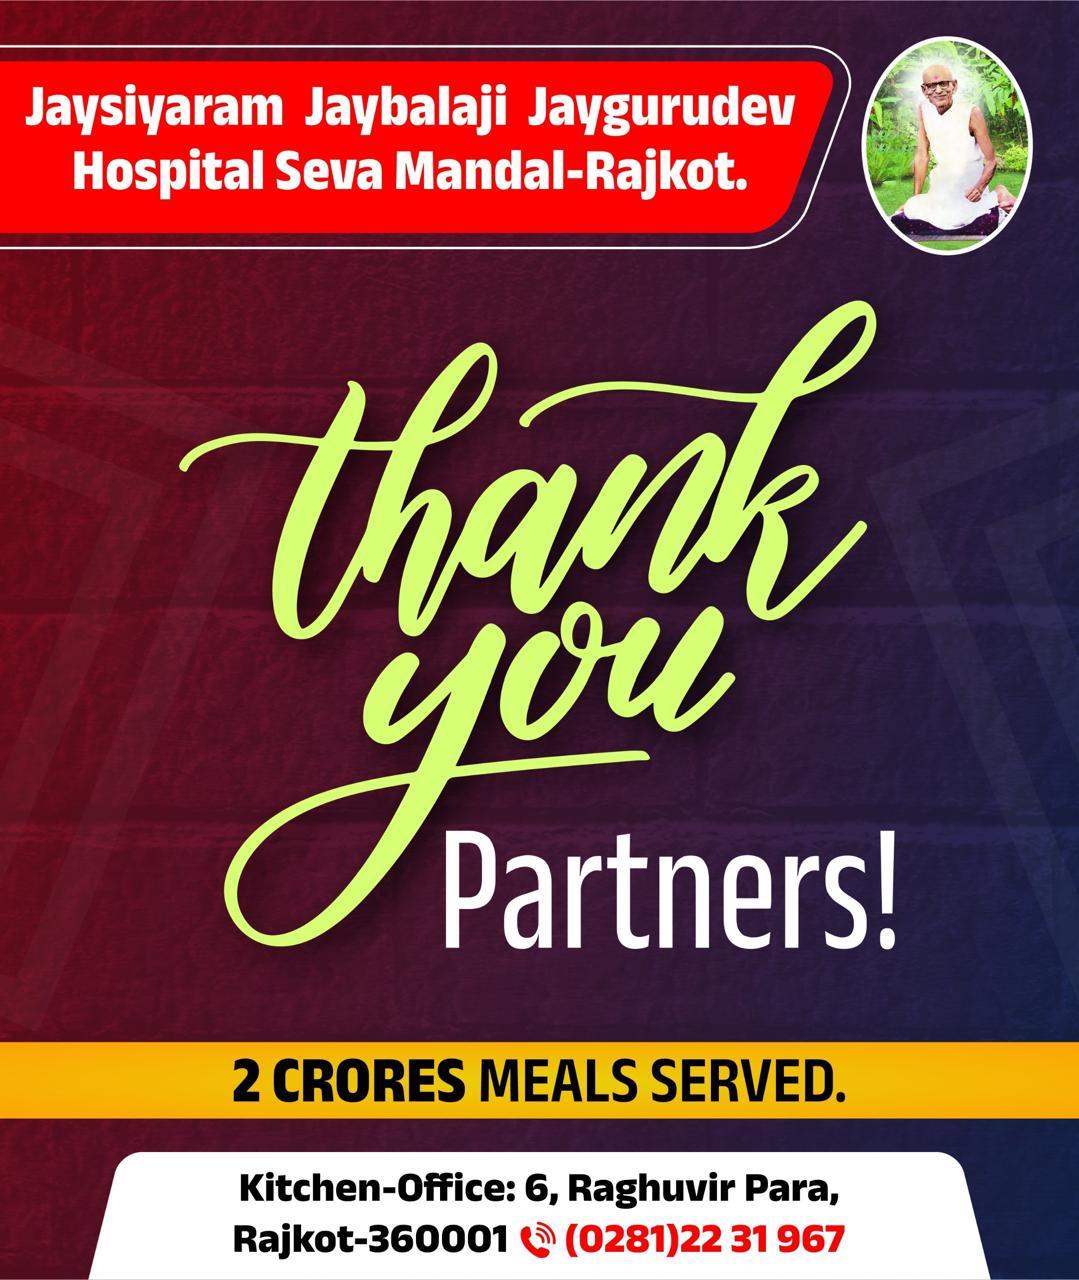 Jaysiyaram Jaybalaji Jaygurudev
Hospital Seva Mandal-Rajkot.
thank
you
Partners!
2 CRORES MEALS SERVED.
Kitchen-Office: 6, Raghuvir Para,
Rajkot-360001 (0281)22 31 967